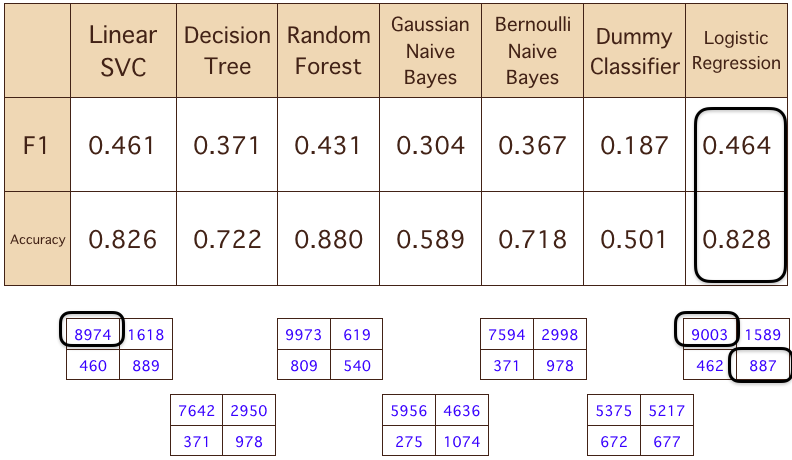 Linear SVC
Decision Tree
Random Forest
Gaussian Naive Bayes
Bernoulli Naive Bayes
Dummy Classifier
Logistic Regression
F1 0.461 0.371 0.431 0.304 0.367 0.187 0.464
Accuracy 0.826 0.722 0.880 0.589 0.718 0.501 0.828
8974 1618
460 889
9973 619
809 540
7594 2998
371 978
9003 1589
462 887
7642 2950
371 978
5956 4636
275 1074
5375 5217
672 677